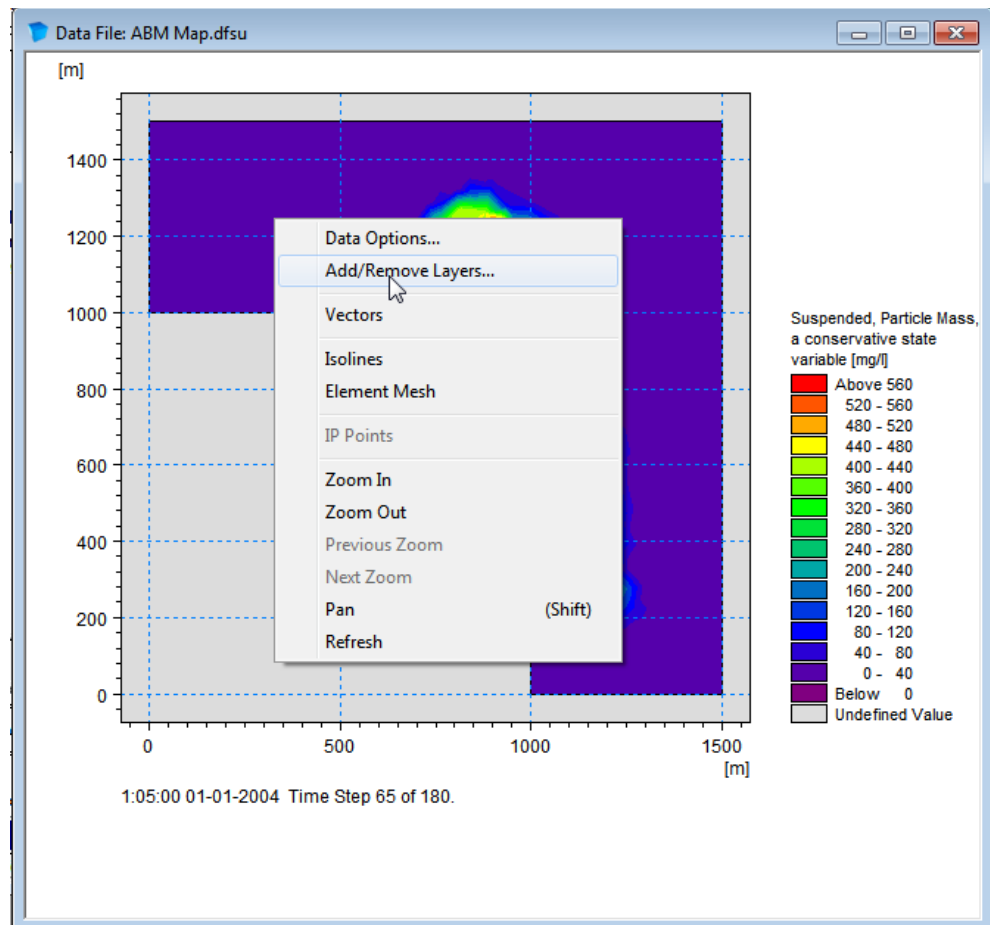 Data File: ABM Map.dfsu
[m]
1400
1200
1000
800
600
400
200
0
0 500 1000 1500
[m]
Data Options...
Add/Remove Layers...
Vectors
Isolines
Element Mesh
IP Points
Zoom In
Zoom Out
Previous Zoom
Next Zoom
Pan (Shift)
Refresh
Suspended, Particle Mass,
a conservative state
variable [mg/l]
Above 560
520 - 560
480 - 520
440 - 480
400 - 440
360 - 400
320 - 360
280 - 320
240 - 280
200 - 240
160 - 200
120 - 160
80 - 120
40 - 80
0 - 40
Below 0
Undefined Value
1:05:00 01-01-2004 Time Step 65 of 180.